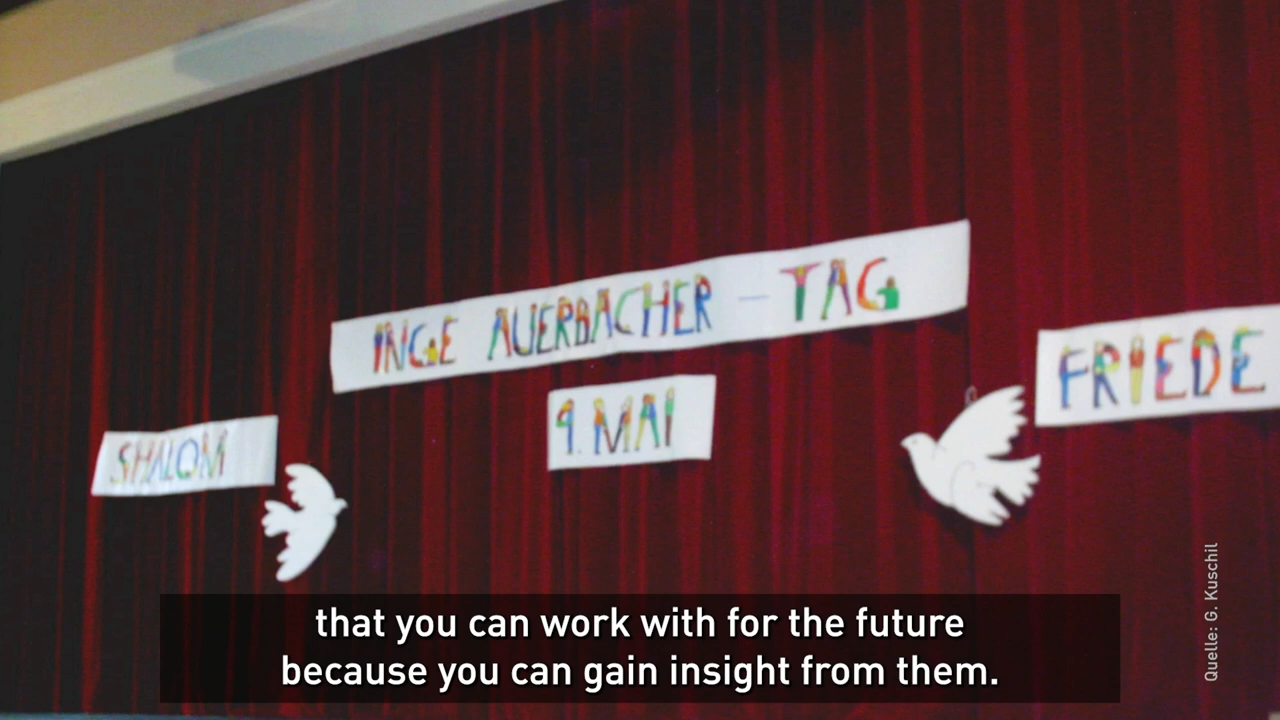 INGE AUERBACHER - TAG
9. MAI
SHALOM
FRIEDE
that you can work with for the future
because you can gain insight from them.
Quelle: G. Kuschil